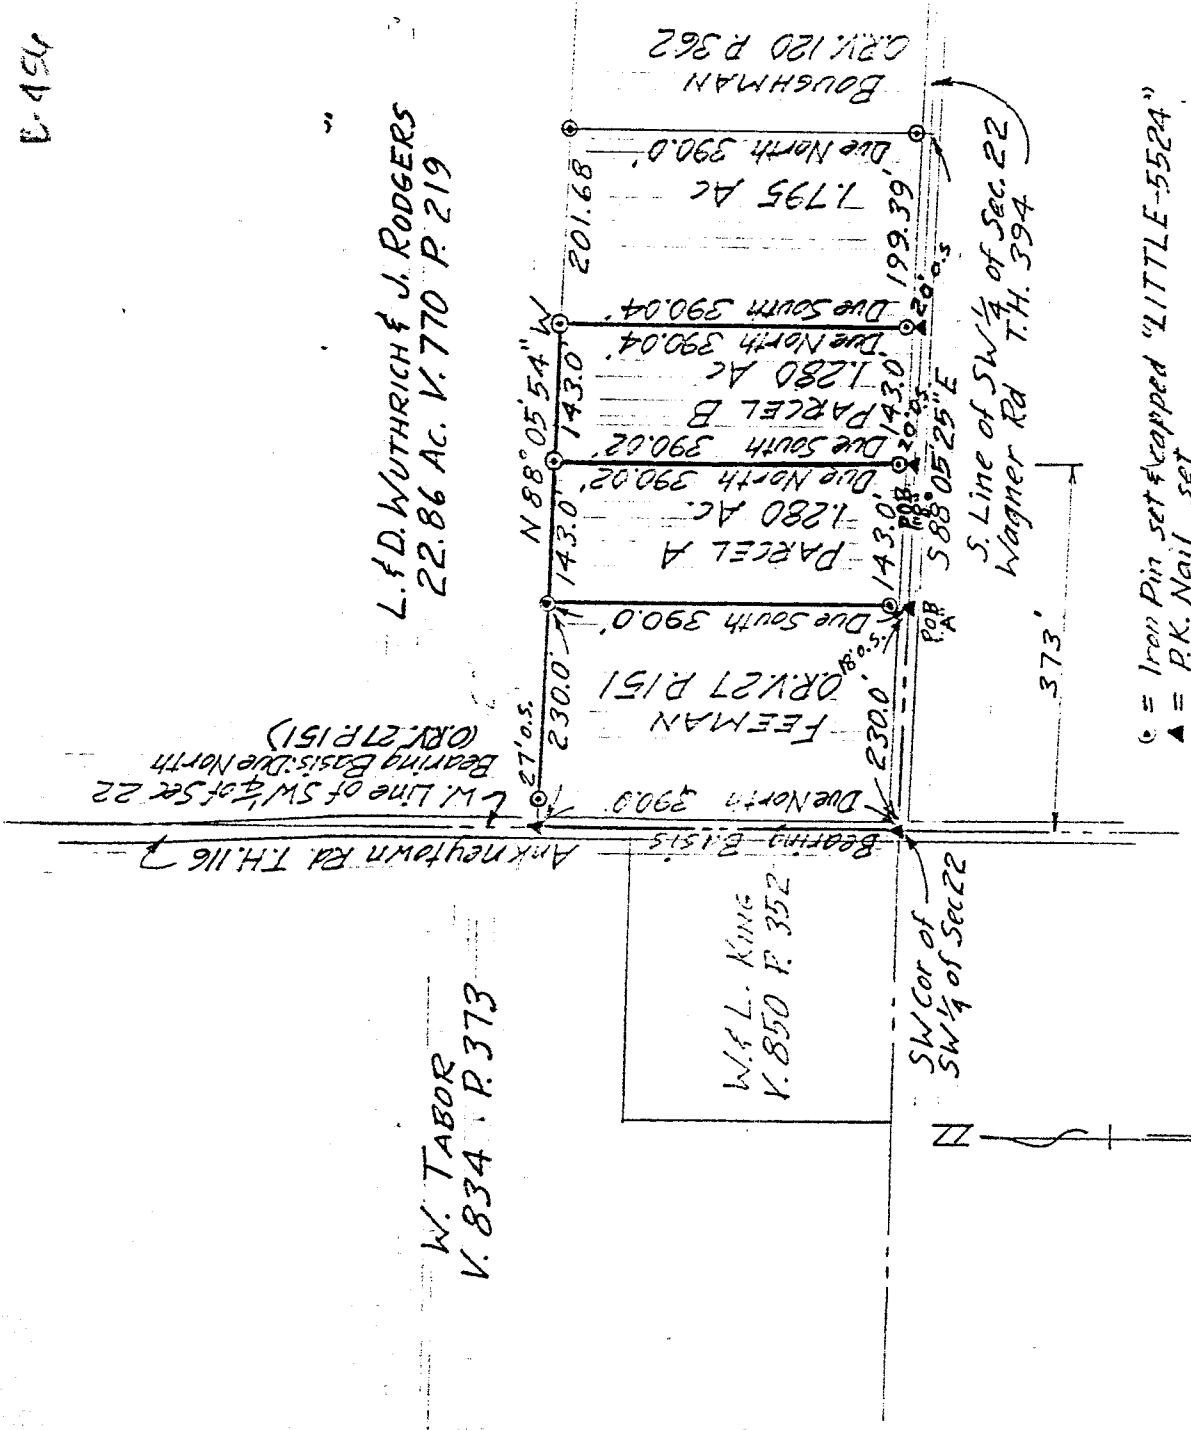 L. & D. WUTHRICH & J. RODGERS
22.86 Ac. V. 770 P. 219
BOUGHMAN
O.R.V. 120 P. 362
W. Line of SW 1/4 of Sec 22
Bearing Basis: Due North
(O.R.V. 27 P. 151)
Ankneytown Rd. T.H. 116
W. TABOR
V. 834 P. 373
W. & L. KING
V. 850 P. 352
27' o.s.
N 88° 05' 54" W
230.0'
143.0'
143.0'
201.68
Bearing Basis
Due North 390.0'
FEEMAN
O.R.V. 27 P. 151
Due South 390.0'
PARCEL A
1.280 Ac.
Due North 390.02'
Due South 390.02'
PARCEL B
1.280 Ac
Due North 390.04'
Due South 390.04'
1.795 Ac
Due North 390.0'
230.0'
18' o.s.
143.0'
143.0'
199.39'
POB
A
POB
20' o.s.
20' o.s
S 88° 05' 25" E
S. Line of SW 1/4 of Sec. 22
Wagner Rd T.H. 394
373'
SW Cor of
SW 1/4 of Sec 22
N
⊙ = Iron Pin set & capped "LITTLE-5524"
▲ = P.K. Nail set